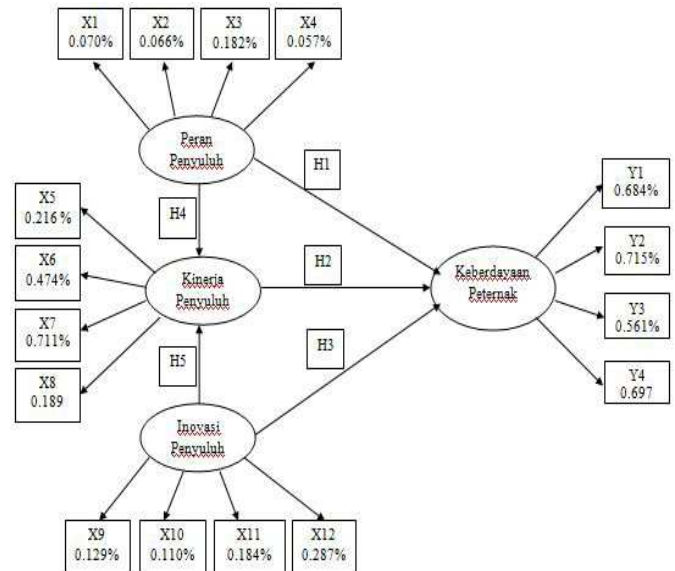 X1
0.070%
X2
0.066%
X3
0.182%
X4
0.057%
Peran
Penyuluh
H1
Y1
0.684%
X5
0.216 %
H4
X6
0.474%
Kinerja
Penyuluh
H2
Keberdayaan
Peternak
Y2
0.715%
X7
0.711%
Y3
0.561%
H3
H5
X8
0.189
Y4
0.697
Inovasi
Penyuluh
X9
0.129%
X10
0.110%
X11
0.184%
X12
0.287%